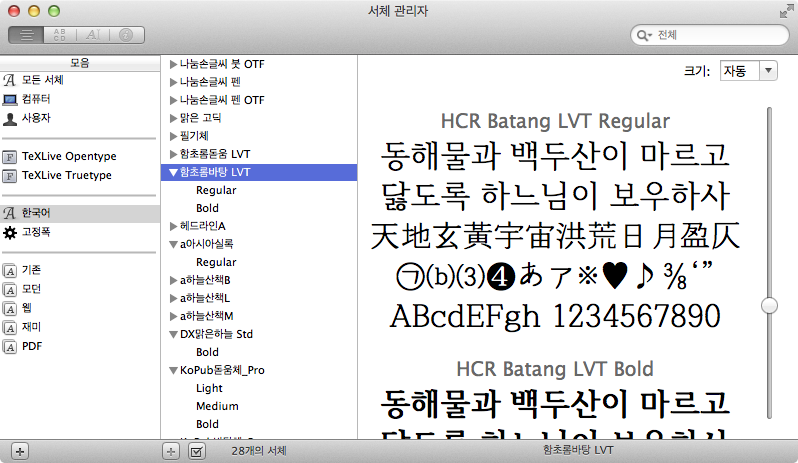 서체 관리자
전체
모음
모든 서체
컴퓨터
사용자
TeXLive Opentype
TeXLive Truetype
한국어
고정폭
기존
모던
웹
재미
PDF
나눔손글씨 붓 OTF
나눔손글씨 펜
나눔손글씨 펜 OTF
맑은 고딕
필기체
함초롬돋움 LVT
함초롬바탕 LVT
Regular
Bold
헤드라인A
a아시아실록
Regular
a하늘산책B
a하늘산책L
a하늘산책M
DX맑은하늘 Std
Bold
KoPub돋움체_Pro
Light
Medium
Bold
크기: 자동
HCR Batang LVT Regular
동해물과 백두산이 마르고
닳도록 하느님이 보우하사
天地玄黃宇宙洪荒日月盈仄
㉠⒝⑶❹あァ※♥♪⅜‘”
ABcdEFgh 1234567890
HCR Batang LVT Bold
동해물과 백두산이 마르고
28개의 서체
함초롬바탕 LVT